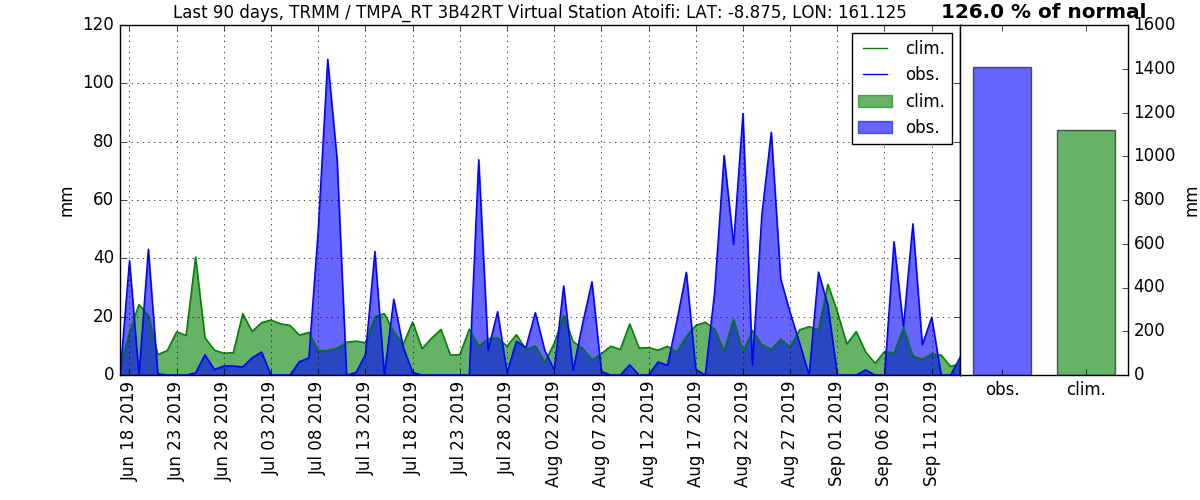 Last 90 days, TRMM / TMPA_RT 3B42RT Virtual Station Atoifi: LAT: -8.875, LON: 161.125
126.0 % of normal
120
100
80
60
40
20
0
mm
clim.
obs.
clim.
obs.
Jun 18 2019
Jun 23 2019
Jun 28 2019
Jul 03 2019
Jul 08 2019
Jul 13 2019
Jul 18 2019
Jul 23 2019
Jul 28 2019
Aug 02 2019
Aug 07 2019
Aug 12 2019
Aug 17 2019
Aug 22 2019
Aug 27 2019
Sep 01 2019
Sep 06 2019
Sep 11 2019
1600
1400
1200
1000
800
600
400
200
0
mm
obs.
clim.